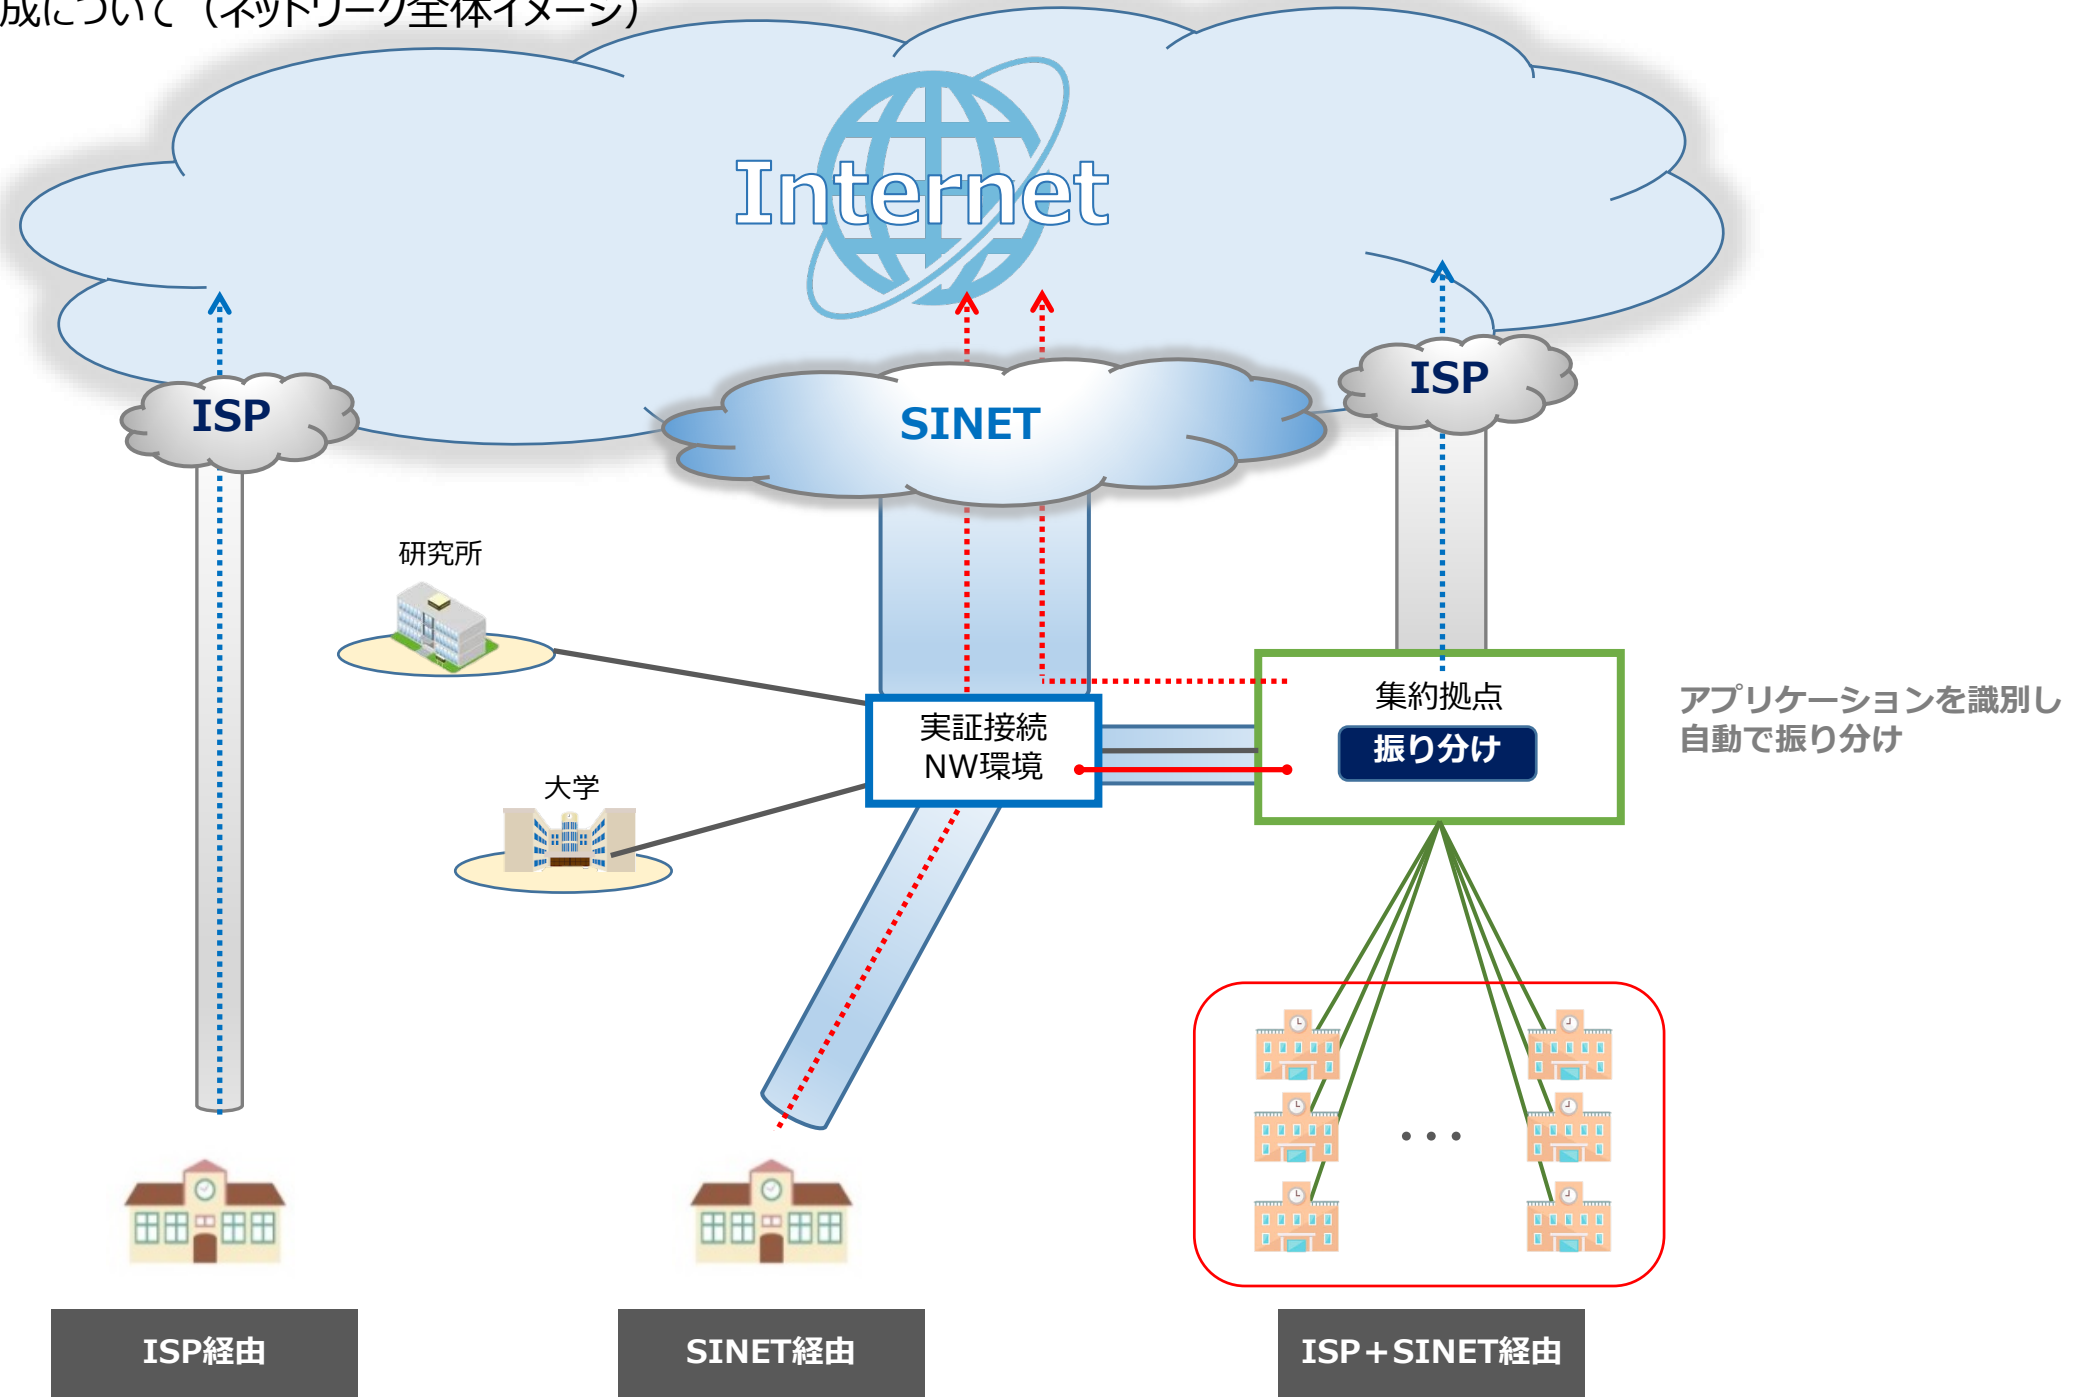 成について（ネットワーク全体イメージ）
Internet
ISP
SINET
ISP
研究所
集約拠点
振り分け
アプリケーションを識別し
自動で振り分け
実証接続
NW環境
大学
・・・
ISP経由
SINET経由
ISP＋SINET経由